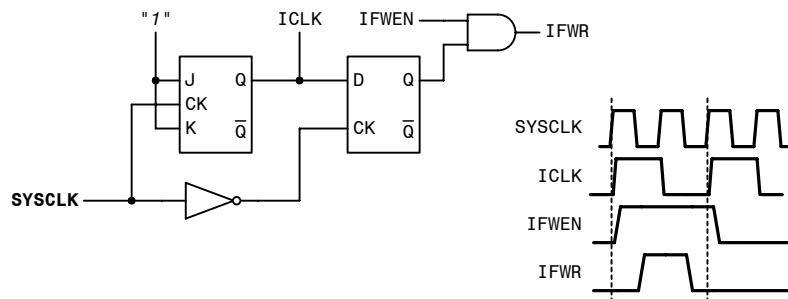 "1"
ICLK
IFWEN
IFWR
J
Q
CK
K
Q
D
Q
CK
Q
SYSCLK
SYSCLK
ICLK
IFWEN
IFWR